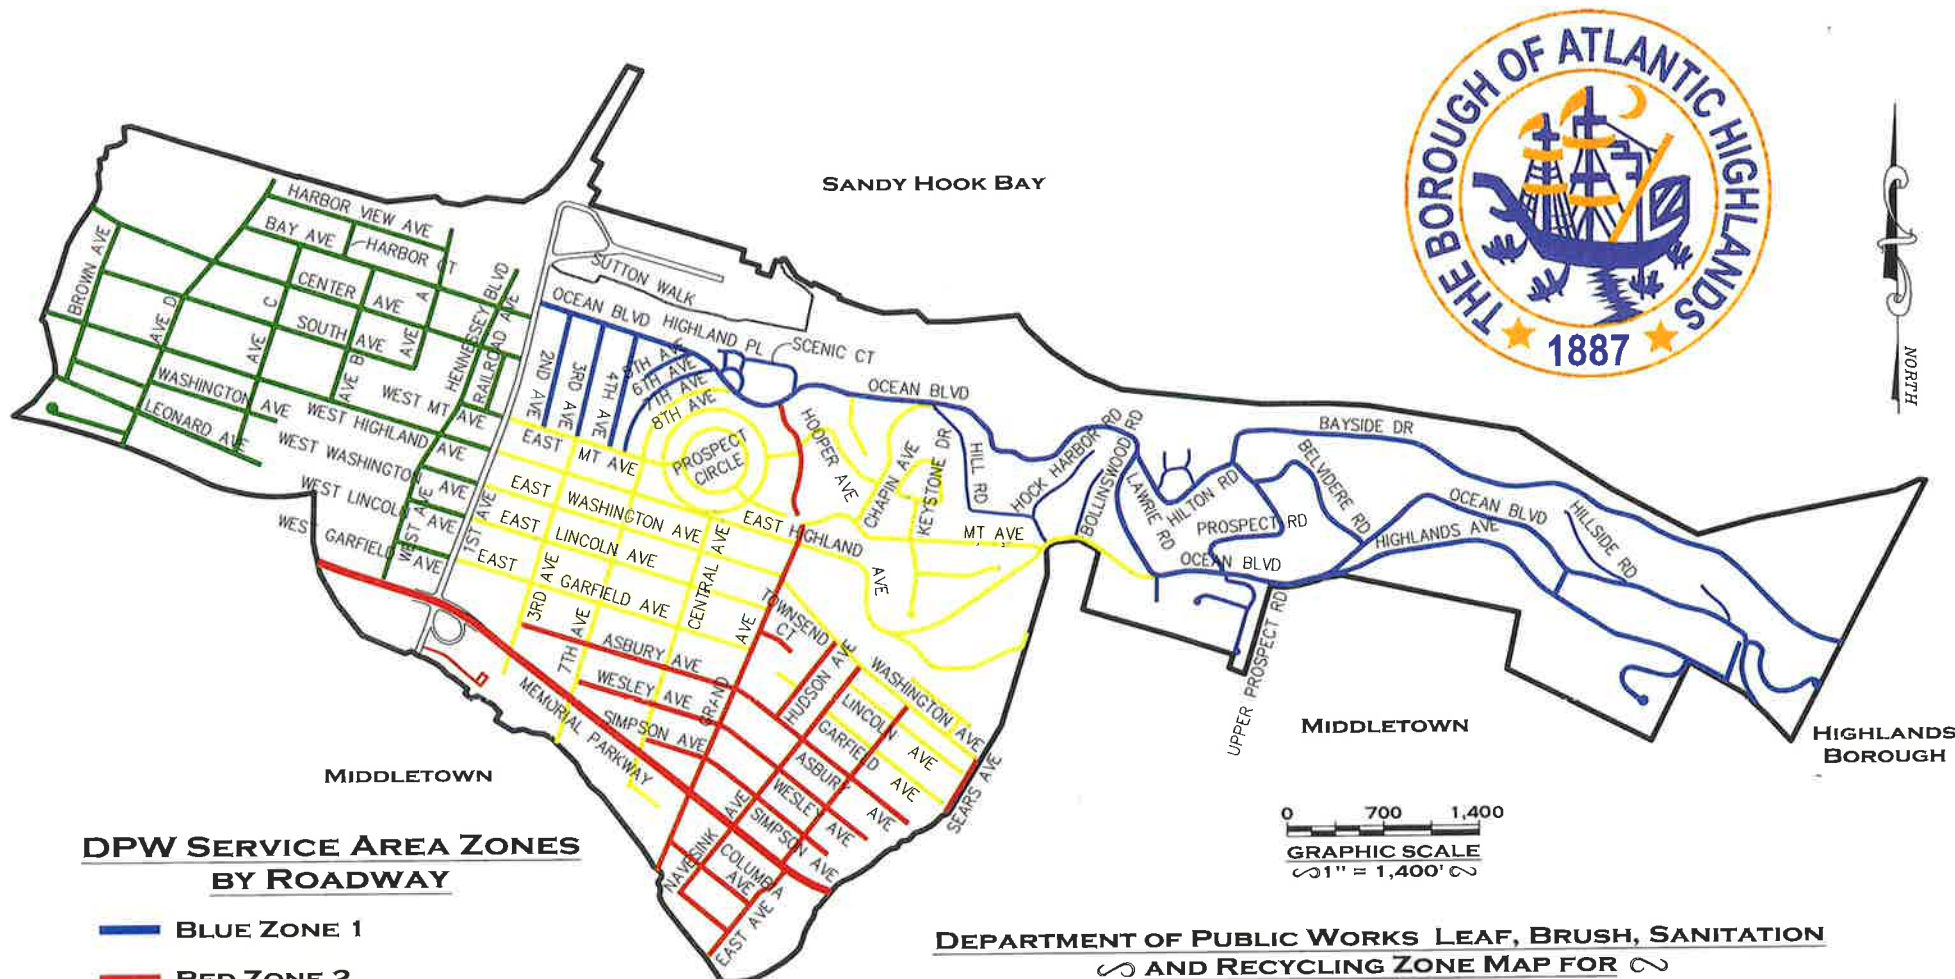 THE BOROUGH OF ATLANTIC HIGHLANDS
1887
NORTH
SANDY HOOK BAY
HARBOR VIEW AVE
BAY AVE
HARBOR CT
BROWN AVE
CENTER AVE
A AVE
AVE D
AVE C
SOUTH AVE
AVE B
HENNESSEY BLVD
RAILROAD AVE
WASHINGTON AVE
LEONARD AVE
WEST MT AVE
WEST HIGHLAND AVE
WEST WASHINGTON AVE
WEST LINCOLN AVE
WEST GARFIELD AVE
WEST AVE
1ST AVE
SUTTON WALK
OCEAN BLVD
HIGHLAND PL
SCENIC CT
2ND AVE
3RD AVE
4TH AVE
5TH AVE
6TH AVE
7TH AVE
8TH AVE
PROSPECT CIRCLE
EAST MT AVE
EAST WASHINGTON AVE
EAST LINCOLN AVE
EAST GARFIELD AVE
EAST HIGHLAND AVE
3RD AVE
7TH AVE
CENTRAL AVE
GRAND AVE
HOOPER AVE
CHAPIN AVE
KEYSTONE DR
OCEAN BLVD
HILL RD
HOCK HARBOR RD
BOLLINSWOOD RD
MT AVE
LAWRIE RD
HILTON RD
PROSPECT RD
OCEAN BLVD
BELVIDERE RD
BAYSIDE DR
OCEAN BLVD
HIGHLANDS AVE
HILLSIDE RD
UPPER PROSPECT RD
TOWNSEND CT
HUDSON AVE
WASHINGTON AVE
LINCOLN AVE
GARFIELD AVE
ASBURY AVE
WESLEY AVE
SIMPSON AVE
ASBURY AVE
WESLEY AVE
SIMPSON AVE
MEMORIAL PARKWAY
NAVESINK AVE
COLUMBIA AVE
EAST AVE
SEARS AVE
MIDDLETOWN
MIDDLETOWN
HIGHLANDS
BOROUGH
0 700 1,400
GRAPHIC SCALE
1" = 1,400'
DPW SERVICE AREA ZONES
BY ROADWAY
BLUE ZONE 1
RED ZONE 2
DEPARTMENT OF PUBLIC WORKS LEAF, BRUSH, SANITATION
AND RECYCLING ZONE MAP FOR